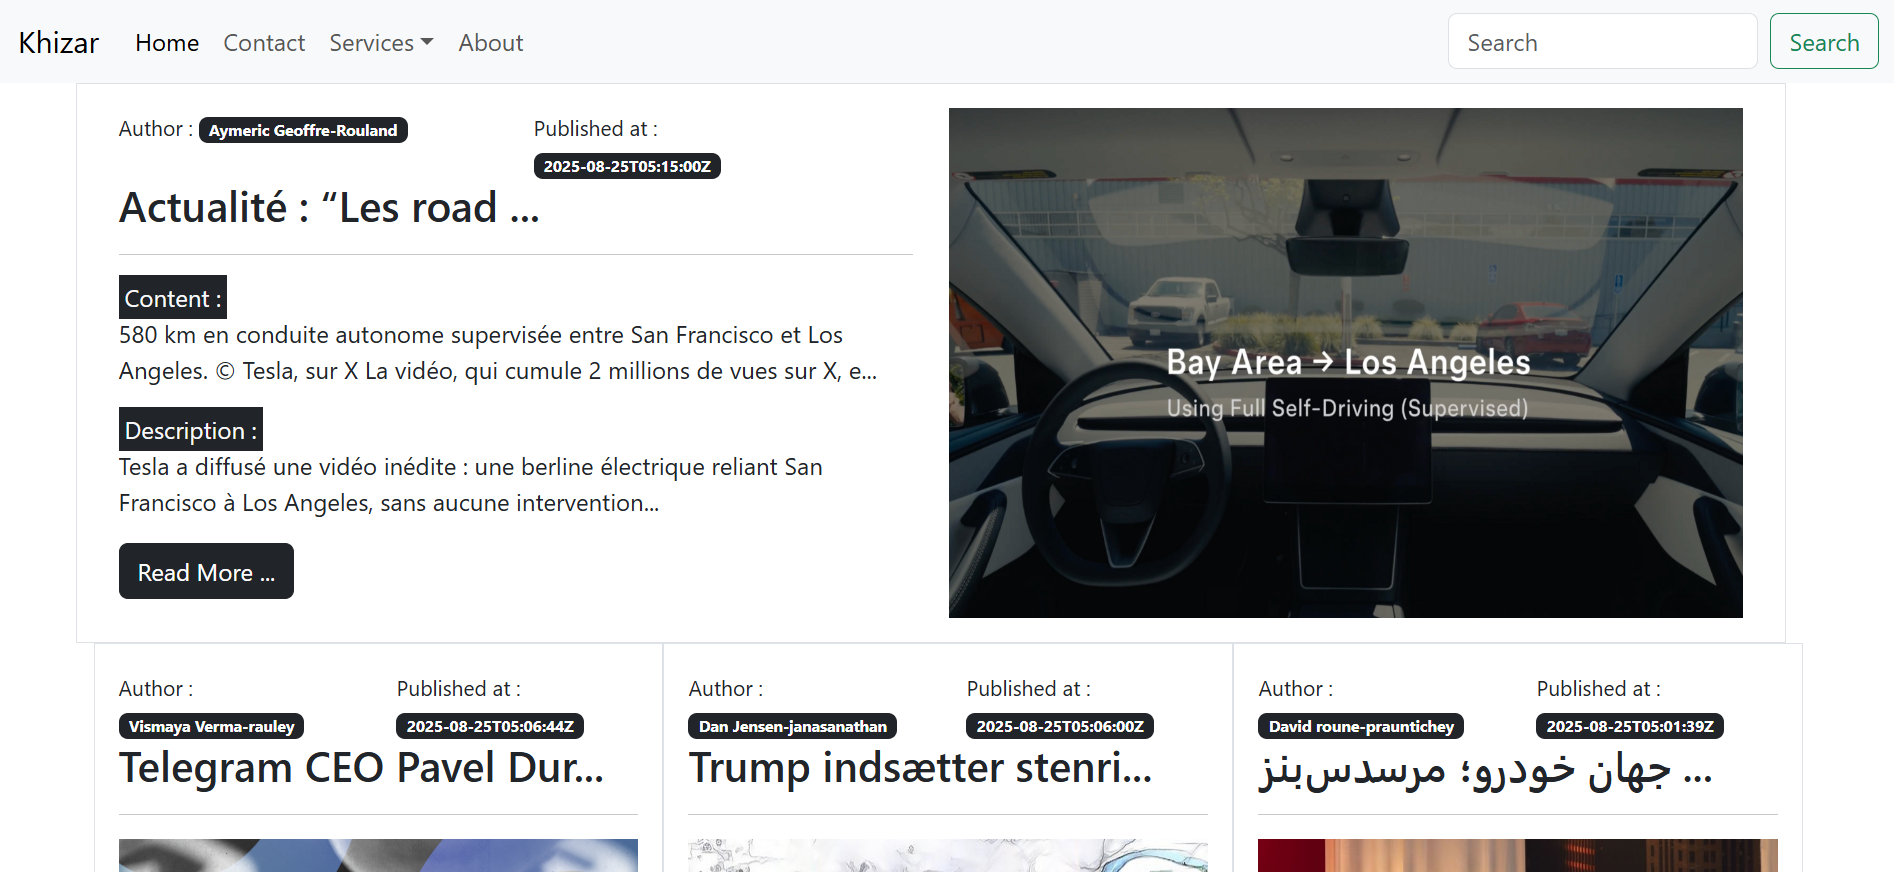 Khizar Home Contact Services About Search Search
Author : Aymeric Geoffre-Rouland
Published at :
2025-08-25T05:15:00Z
Actualité : “Les road ...
Content :
580 km en conduite autonome supervisée entre San Francisco et Los
Angeles. © Tesla, sur X La vidéo, qui cumule 2 millions de vues sur X, e...
Description :
Tesla a diffusé une vidéo inédite : une berline électrique reliant San
Francisco à Los Angeles, sans aucune intervention...
Read More ...
Bay Area → Los Angeles
Using Full Self-Driving (Supervised)
Author :
Vismaya Verma-rauley
Published at :
2025-08-25T05:06:44Z
Telegram CEO Pavel Dur...
Author :
Dan Jensen-janasanathan
Published at :
2025-08-25T05:06:00Z
Trump indsætter stenri...
Author :
David roune-prauntichey
Published at :
2025-08-25T05:01:39Z
جهان خودرو؛ مرسدس‌بنز ...